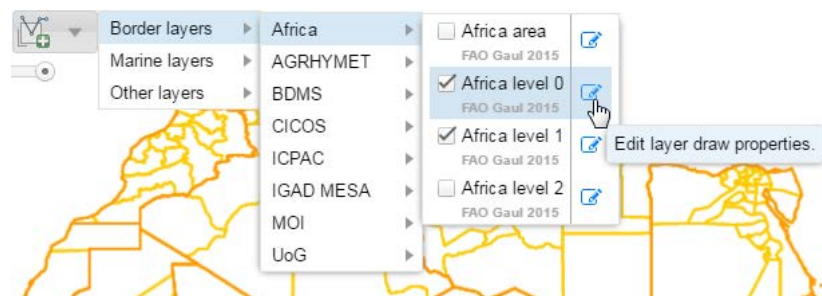 Border layers
Marine layers
Other layers
Africa
AGRHYMET
BDMS
CICOS
ICPAC
IGAD MESA
MOI
UoG
Africa area
FAO Gaul 2015
Africa level 0
FAO Gaul 2015
Africa level 1
FAO Gaul 2015
Africa level 2
FAO Gaul 2015
Edit layer draw properties.